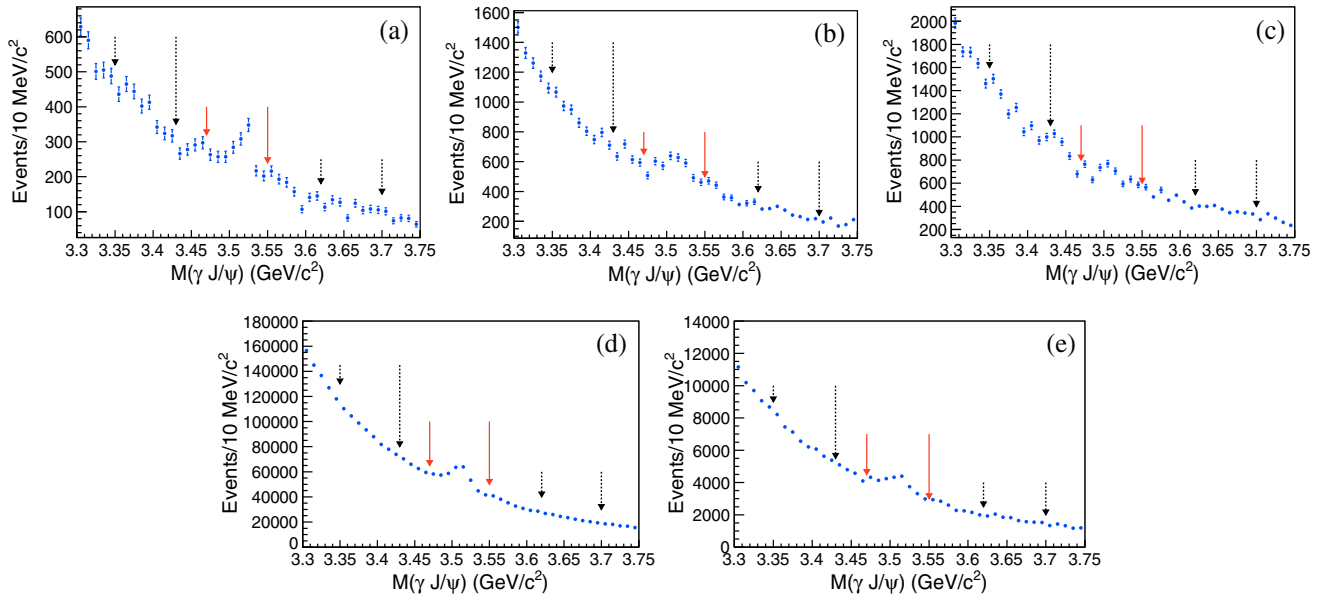 (a)
Events/10 MeV/c²
600
500
400
300
200
100
3.3 3.35 3.4 3.45 3.5 3.55 3.6 3.65 3.7 3.75
M(γ J/ψ) (GeV/c²)
(b)
Events/10 MeV/c²
1600
1400
1200
1000
800
600
400
200
3.3 3.35 3.4 3.45 3.5 3.55 3.6 3.65 3.7 3.75
M(γ J/ψ) (GeV/c²)
(c)
Events/10 MeV/c²
2000
1800
1600
1400
1200
1000
800
600
400
200
3.3 3.35 3.4 3.45 3.5 3.55 3.6 3.65 3.7 3.75
M(γ J/ψ) (GeV/c²)
(d)
Events/10 MeV/c²
180000
160000
140000
120000
100000
80000
60000
40000
20000
0
3.3 3.35 3.4 3.45 3.5 3.55 3.6 3.65 3.7 3.75
M(γ J/ψ) (GeV/c²)
(e)
Events/10 MeV/c²
14000
12000
10000
8000
6000
4000
2000
0
3.3 3.35 3.4 3.45 3.5 3.55 3.6 3.65 3.7 3.75
M(γ J/ψ) (GeV/c²)